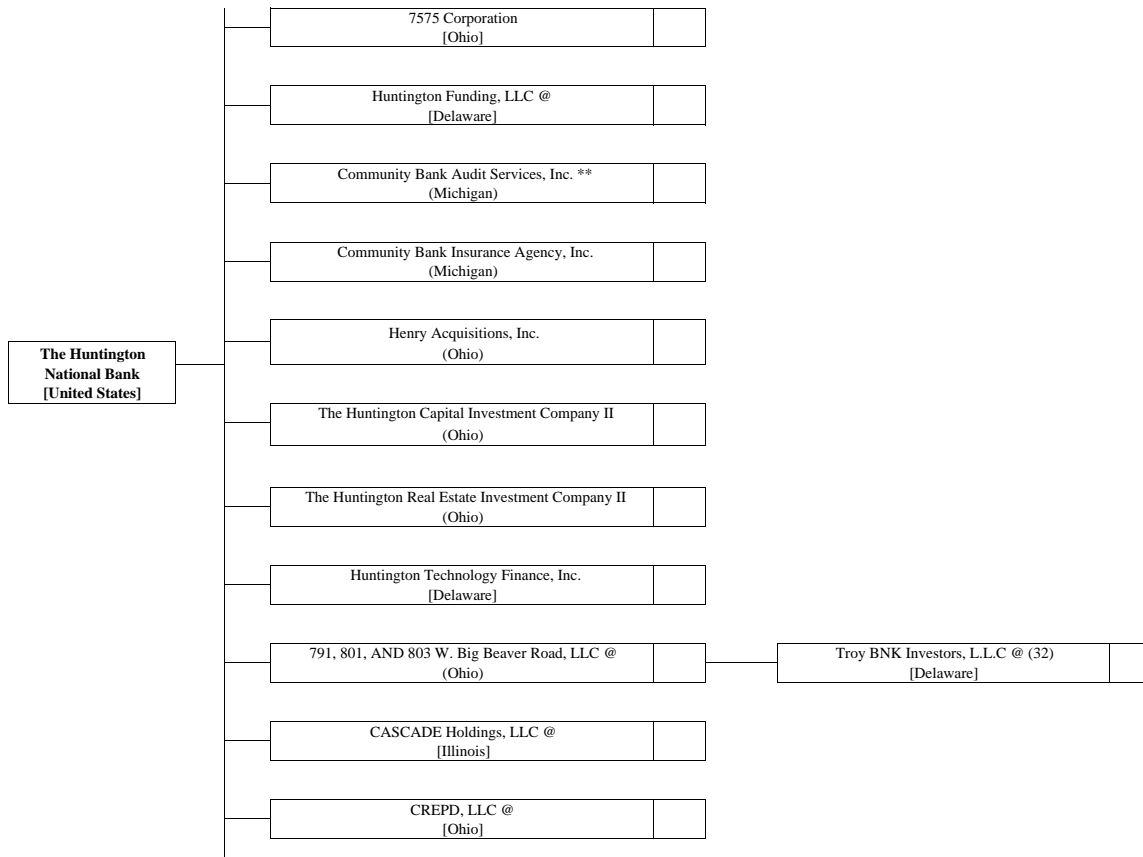 7575 Corporation
[Ohio]
Huntington Funding, LLC @
[Delaware]
Community Bank Audit Services, Inc. **
(Michigan)
Community Bank Insurance Agency, Inc.
(Michigan)
Henry Acquisitions, Inc.
(Ohio)
The Huntington
National Bank
[United States]
The Huntington Capital Investment Company II
(Ohio)
The Huntington Real Estate Investment Company II
(Ohio)
Huntington Technology Finance, Inc.
[Delaware]
791, 801, AND 803 W. Big Beaver Road, LLC @
(Ohio)
Troy BNK Investors, L.L.C @ (32)
[Delaware]
CASCADE Holdings, LLC @
[Illinois]
CREPD, LLC @
[Ohio]